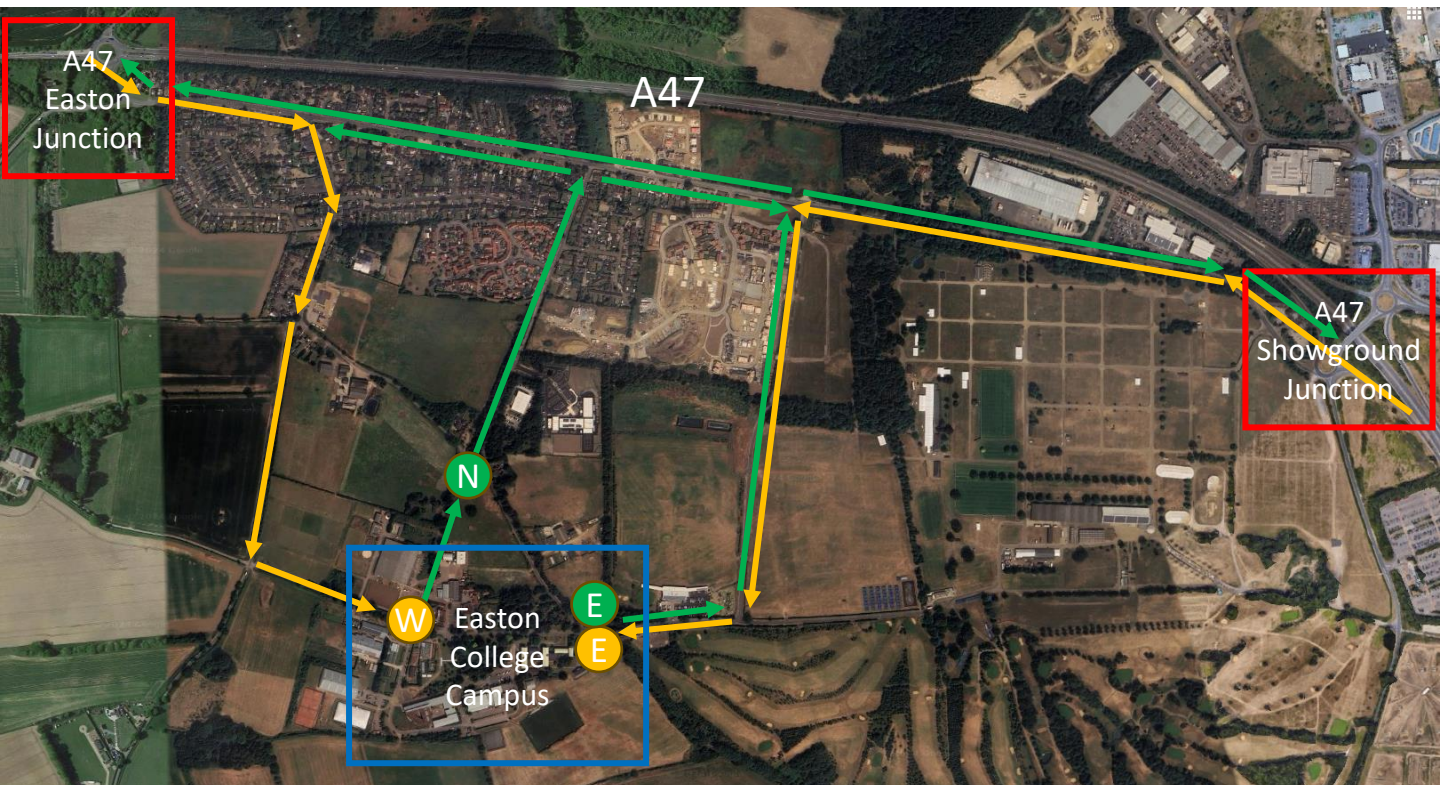 A47
Easton
Junction
A47
A47
Showground
Junction
N
W
E
E
Easton
College
Campus